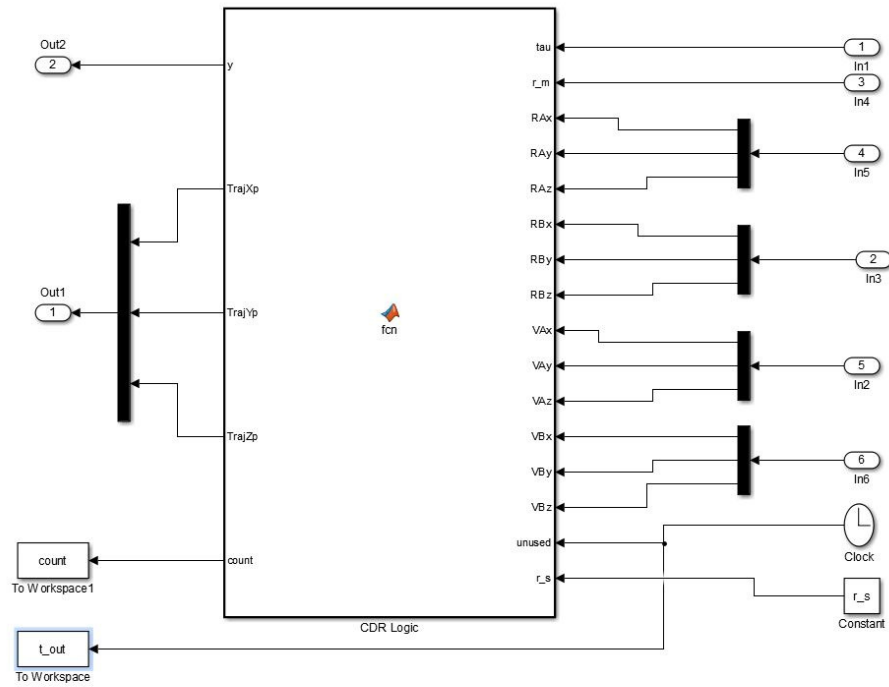 Out2
2
y
tau
1
In1
r_m
3
In4
RAx
RAy
4
RAz
In5
TrajXp
RBx
RBy
2
RBz
In3
Out1
1
TrajYp
fcn
VAx
VAy
5
VAz
In2
TrajZp
VBx
VBy
6
VBz
In6
count
To Workspace1
count
unused
Clock
r_s
r_s
Constant
CDR Logic
t_out
To Workspace